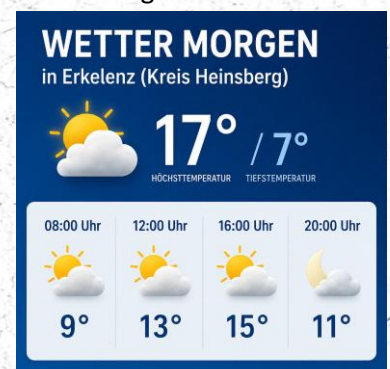 WETTER MORGEN
in Erkelenz (Kreis Heinsberg)
17° / 7°
HÖCHSTTEMPERATUR TIEFSTTEMPERATUR
08:00 Uhr 12:00 Uhr 16:00 Uhr 20:00 Uhr
9° 13° 15° 11°